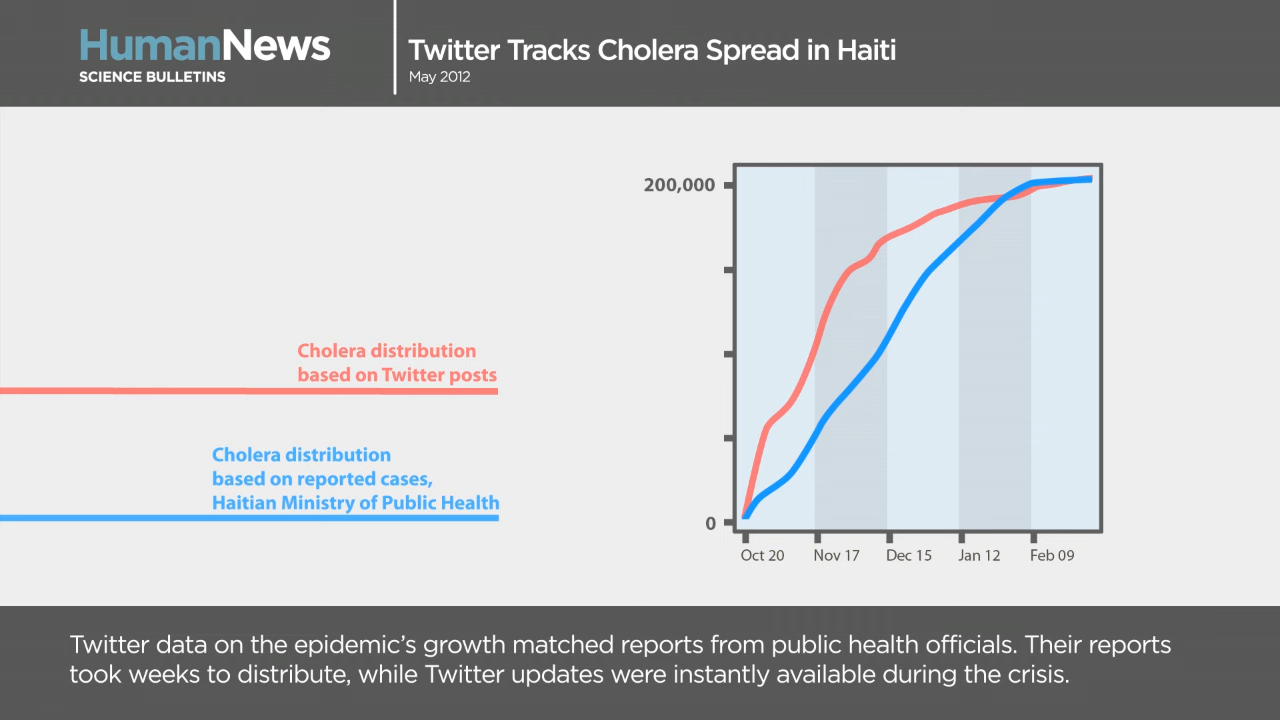 HumanNews
SCIENCE BULLETINS
Twitter Tracks Cholera Spread in Haiti
May 2012
Cholera distribution
based on Twitter posts
Cholera distribution
based on reported cases,
Haitian Ministry of Public Health
200,000
0
Oct 20 Nov 17 Dec 15 Jan 12 Feb 09
Twitter data on the epidemic’s growth matched reports from public health officials. Their reports
took weeks to distribute, while Twitter updates were instantly available during the crisis.